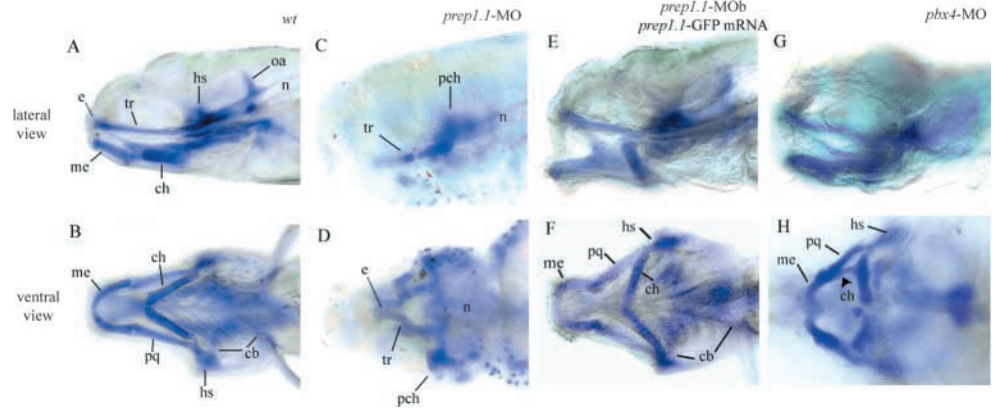 wt
prep1.1-MO
prep1.1-MOb
prep1.1-GFP mRNA
pbx4-MO
lateral
view
A
e
tr
hs
oa
n
me
ch
C
pch
n
tr
E
G
ventral
view
B
me
ch
pq
cb
hs
D
e
n
tr
pch
F
hs
pq
me
ch
cb
H
hs
pq
me
ch